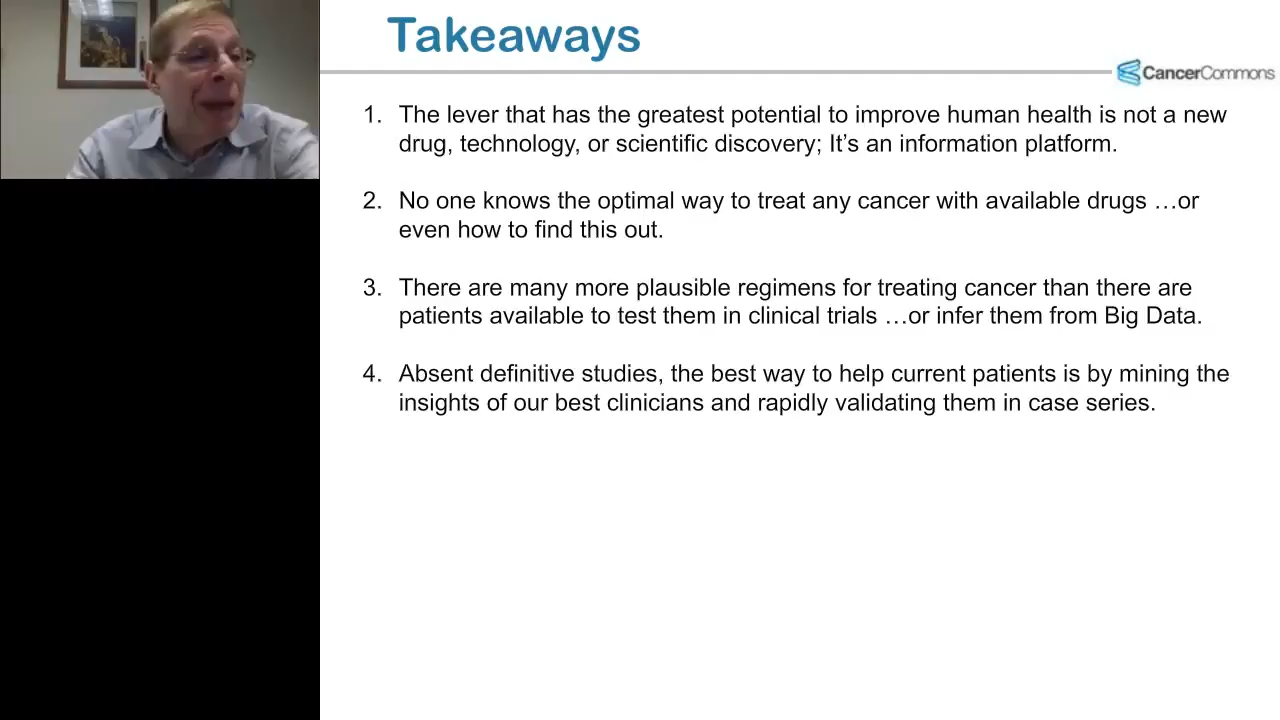 Takeaways
CancerCommons
1. The lever that has the greatest potential to improve human health is not a new
drug, technology, or scientific discovery; It’s an information platform.
2. No one knows the optimal way to treat any cancer with available drugs …or
even how to find this out.
3. There are many more plausible regimens for treating cancer than there are
patients available to test them in clinical trials …or infer them from Big Data.
4. Absent definitive studies, the best way to help current patients is by mining the
insights of our best clinicians and rapidly validating them in case series.